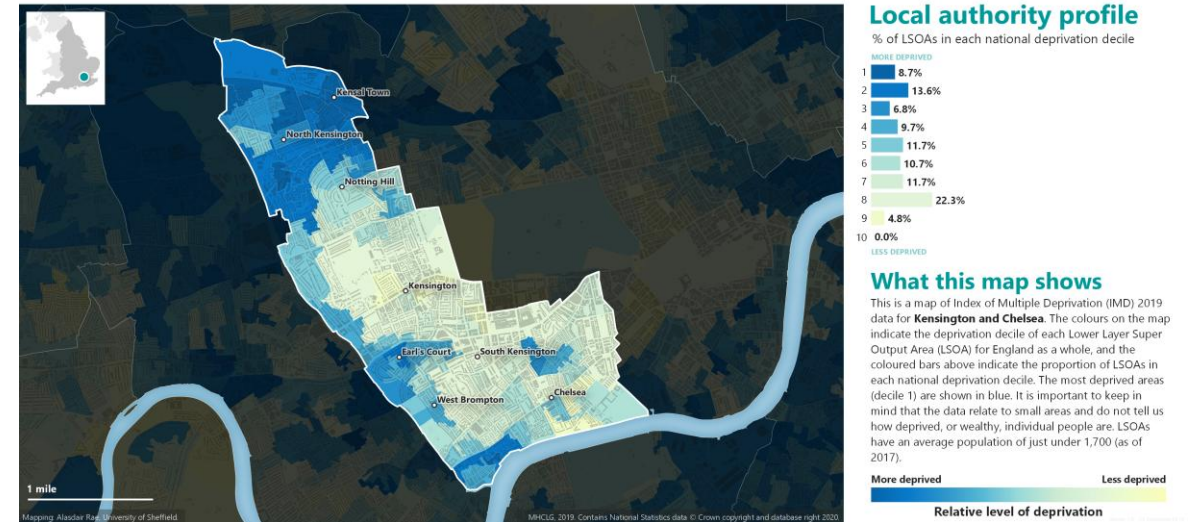 Kensal Town
North Kensington
Notting Hill
Kensington
Earl's Court
South Kensington
West Brompton
Chelsea
1 mile
Mapping: Alasdair Rae, University of Sheffield
MHCLG, 2019. Contains National Statistics data © Crown copyright and database right 2020.
Local authority profile
% of LSOAs in each national deprivation decile
MORE DEPRIVED
1 8.7%
2 13.6%
3 6.8%
4 9.7%
5 11.7%
6 10.7%
7 11.7%
8 22.3%
9 4.8%
10 0.0%
LESS DEPRIVED
What this map shows
This is a map of Index of Multiple Deprivation (IMD) 2019
data for Kensington and Chelsea. The colours on the map
indicate the deprivation decile of each Lower Layer Super
Output Area (LSOA) for England as a whole, and the
coloured bars above indicate the proportion of LSOAs in
each national deprivation decile. The most deprived areas
(decile 1) are shown in blue. It is important to keep in
mind that the data relate to small areas and do not tell us
how deprived, or wealthy, individual people are. LSOAs
have an average population of just under 1,700 (as of
2017).
More deprived Less deprived
Relative level of deprivation